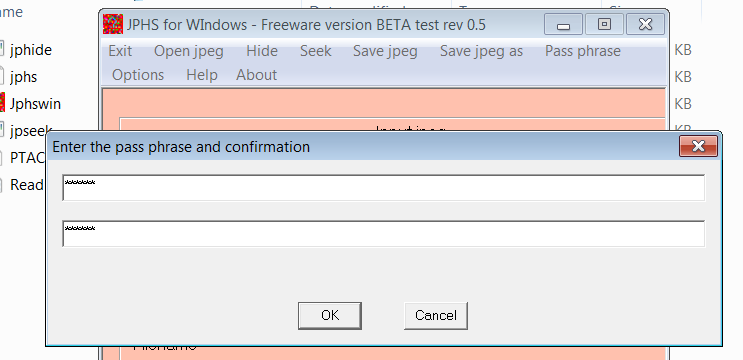 JPHS for WIndows - Freeware version BETA test rev 0.5
jphide
Exit Open jpeg Hide Seek Save jpeg Save jpeg as Pass phrase
KB
jphs
Options Help About
KB
Jphswin
KB
jpseek
KB
Enter the pass phrase and confirmation
PTAC
******
Read
******
OK Cancel